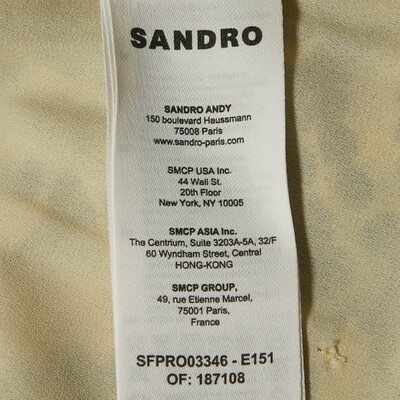 SANDRO
SANDRO ANDY
150 boulevard Haussmann
75008 Paris
www.sandro-paris.com
SMCP USA Inc.
44 Wall St.
20th Floor
New York, NY 10005
SMCP ASIA Inc.
The Centrium, Suite 3203A-5A, 32/F
60 Wyndham Street, Central
HONG-KONG
SMCP GROUP,
49, rue Etienne Marcel,
75001 Paris,
France
SFPRO03346 - E151
OF: 187108